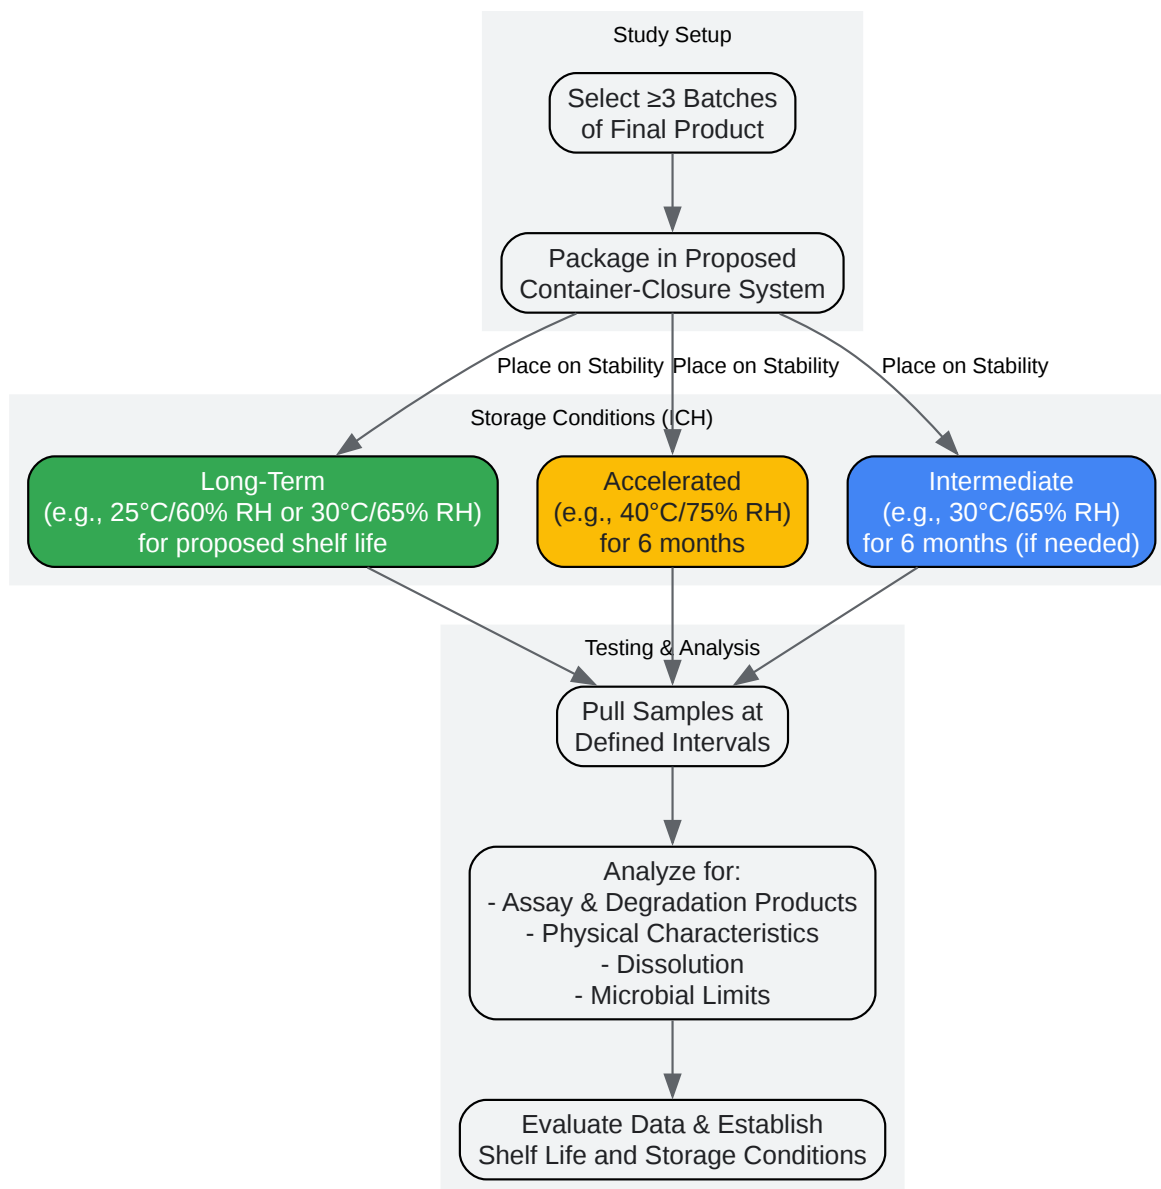 Study Setup
Select ≥3 Batches
of Final Product
Package in Proposed
Container-Closure System
Place on Stability
Place on Stability
Place on Stability
Storage Conditions (ICH)
Long-Term
(e.g., 25°C/60% RH or 30°C/65% RH)
for proposed shelf life
Accelerated
(e.g., 40°C/75% RH)
for 6 months
Intermediate
(e.g., 30°C/65% RH)
for 6 months (if needed)
Testing & Analysis
Pull Samples at
Defined Intervals
Analyze for:
- Assay & Degradation Products
- Physical Characteristics
- Dissolution
- Microbial Limits
Evaluate Data & Establish
Shelf Life and Storage Conditions